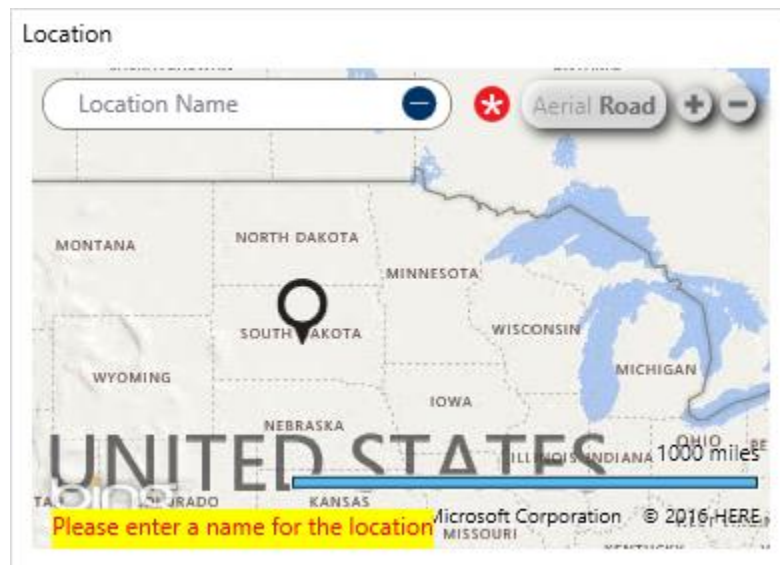 Location
Location Name
Aerial Road
MONTANA
NORTH DAKOTA
MINNESOTA
SOUTH DAKOTA
WISCONSIN
WYOMING
MICHIGAN
IOWA
NEBRASKA
UNITED STATES
ILLINOIS INDIANA OHIO
1000 miles
bing
KANSAS
Microsoft Corporation © 2016 HERE
Please enter a name for the location
MISSOURI